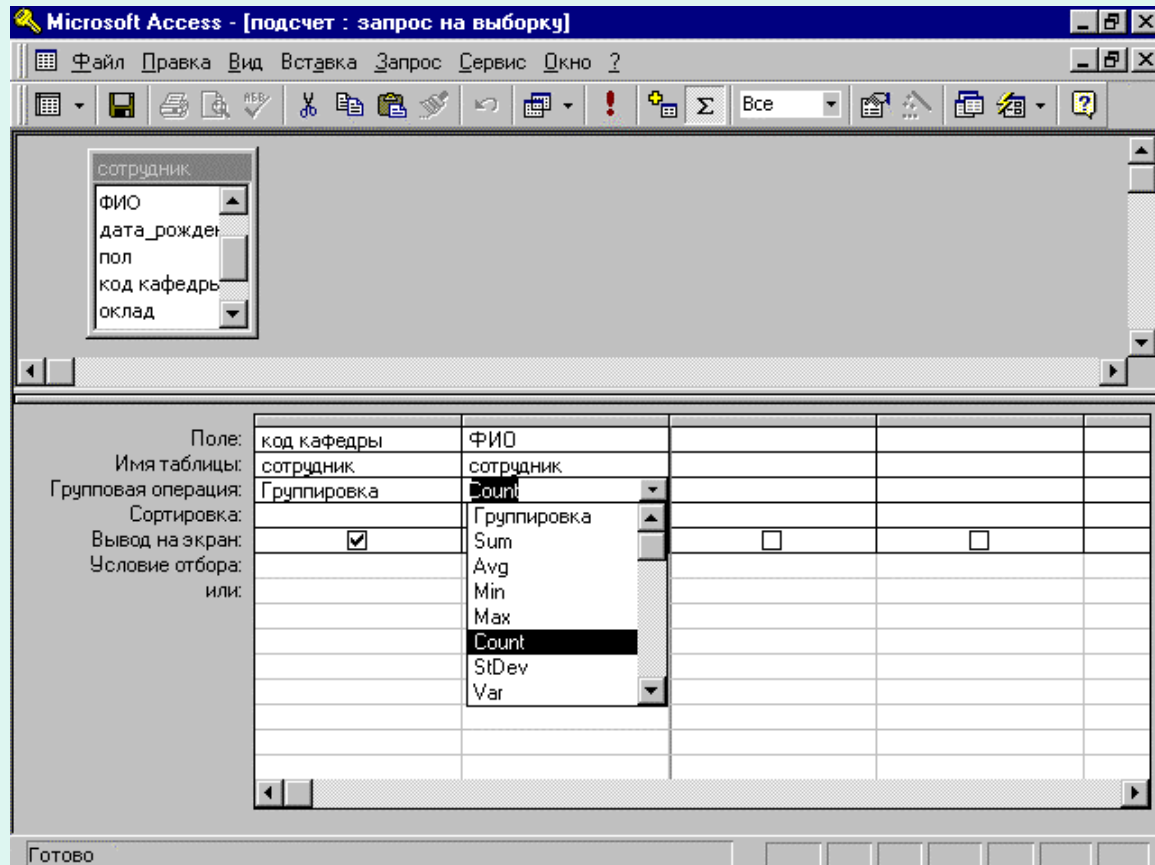 Microsoft Access - [подсчет : запрос на выборку]
Файл Правка Вид Вставка Запрос Сервис Окно ?
Все
сотрудник
ФИО
дата_рожден
пол
код кафедры
оклад
Поле: код кафедры ФИО
Имя таблицы: сотрудник сотрудник
Групповая операция: Группировка Count
Сортировка: Группировка
Вывод на экран: Sum
Условие отбора: Avg
или: Min
Max
Count
StDev
Var
Готово